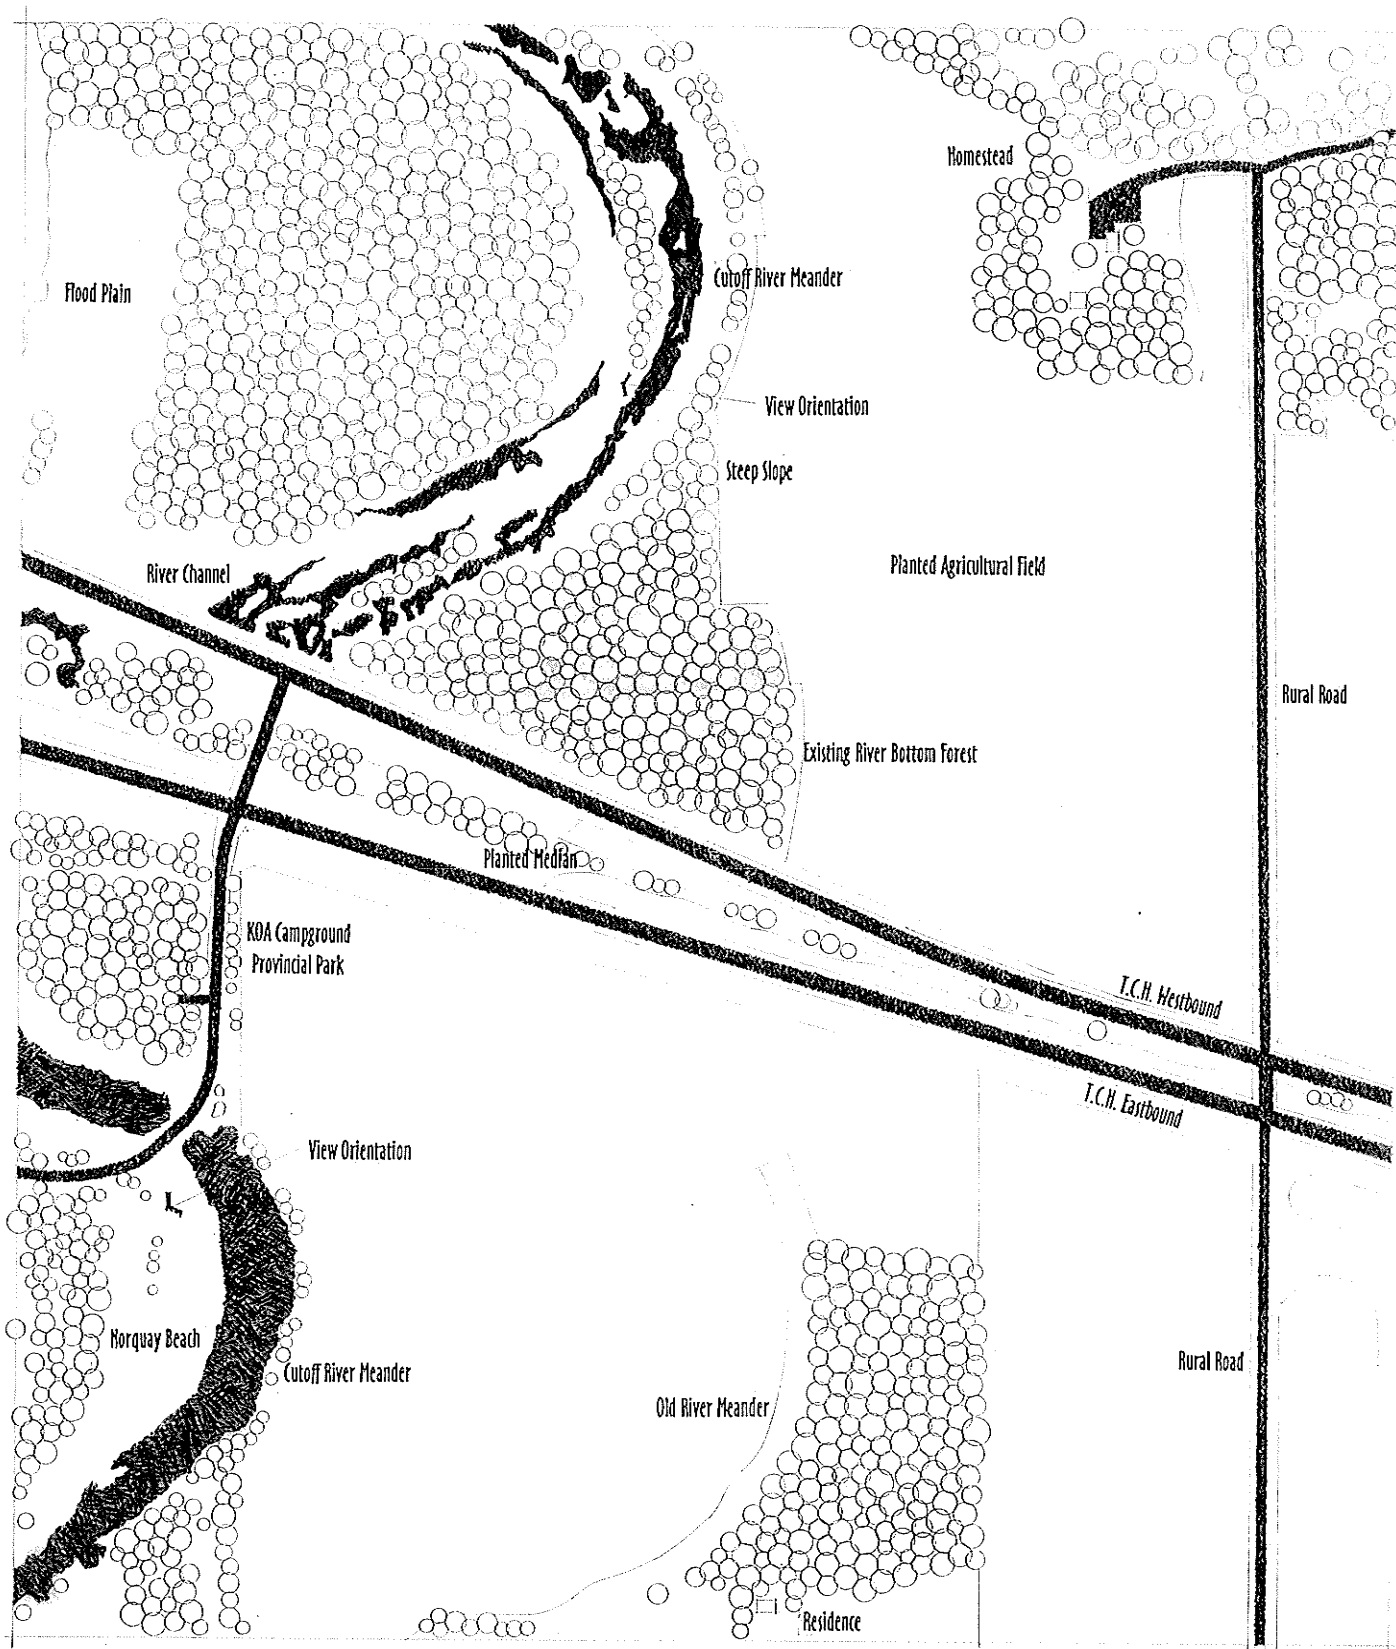 Homestead
Cutoff River Meander
Flood Plain
View Orientation
Steep Slope
Planted Agricultural Field
River Channel
Rural Road
Existing River Bottom Forest
Planted Median
KOA Campground
Provincial Park
T.C.H. Westbound
T.C.H. Eastbound
View Orientation
Norquay Beach
Rural Road
Cutoff River Meander
Old River Meander
Residence